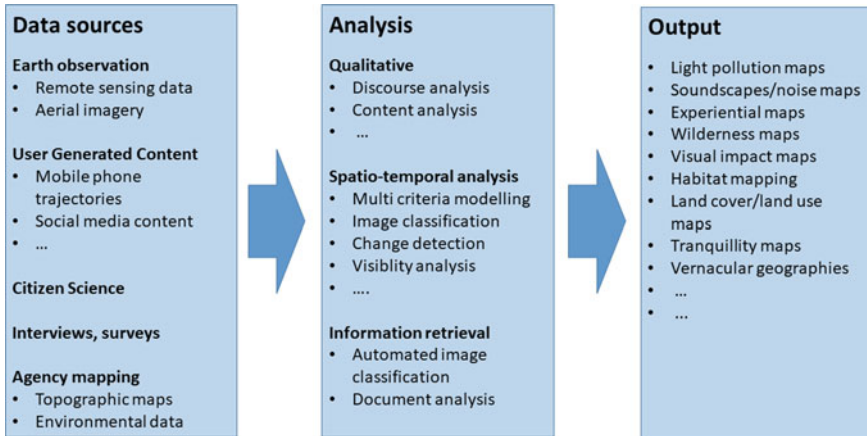 Data sources
Earth observation
• Remote sensing data
• Aerial imagery
User Generated Content
• Mobile phone
trajectories
• Social media content
• ...
Citizen Science
Interviews, surveys
Agency mapping
• Topographic maps
• Environmental data
Analysis
Qualitative
• Discourse analysis
• Content analysis
• ...
Spatio-temporal analysis
• Multi criteria modelling
• Image classification
• Change detection
• Visiblity analysis
• ....
Information retrieval
• Automated image
classification
• Document analysis
Output
• Light pollution maps
• Soundscapes/noise maps
• Experiential maps
• Wilderness maps
• Visual impact maps
• Habitat mapping
• Land cover/land use
maps
• Tranquillity maps
• Vernacular geographies
• ...
• ...